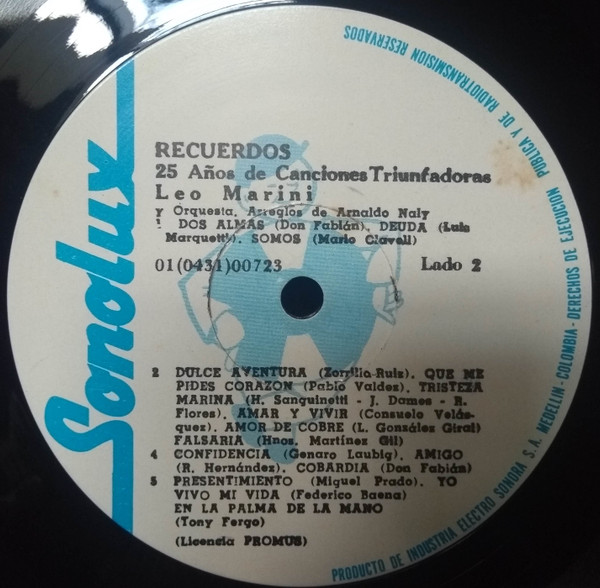 Sonolux
RECUERDOS
25 Años de Canciones Triunfadoras
Leo Marini
y Orquesta. Arreglos de Arnaldo Naly
1 DOS ALMAS (Don Fabián). DEUDA (Luis
Marquetti). SOMOS (Mario Clavell)
01(0431)00723 Lado 2
2 DULCE AVENTURA (Zorrilla-Ruiz). QUE ME
PIDES CORAZON (Pablo Valdez). TRISTEZA
MARINA (H. Sanguinetti - J. Dames - R.
Flores). AMAR Y VIVIR (Consuelo Velás-
quez). AMOR DE COBRE (L. González Giral)
FALSARIA (Hnos. Martínez Gil)
4 CONFIDENCIA (Genaro Laubig). AMIGO
(R. Hernández). COBARDIA (Don Fabián)
5 PRESENTIMIENTO (Miguel Prado). YO
VIVO MI VIDA (Federico Baena)
EN LA PALMA DE LA MANO
(Tony Fergo)
(Licencia PROMUS)
PRODUCTO DE INDUSTRIA ELECTRO SONORA S.A. MEDELLIN - COLOMBIA - DERECHOS DE EJECUCION PUBLICA Y DE RADIOTRANSMISION RESERVADOS